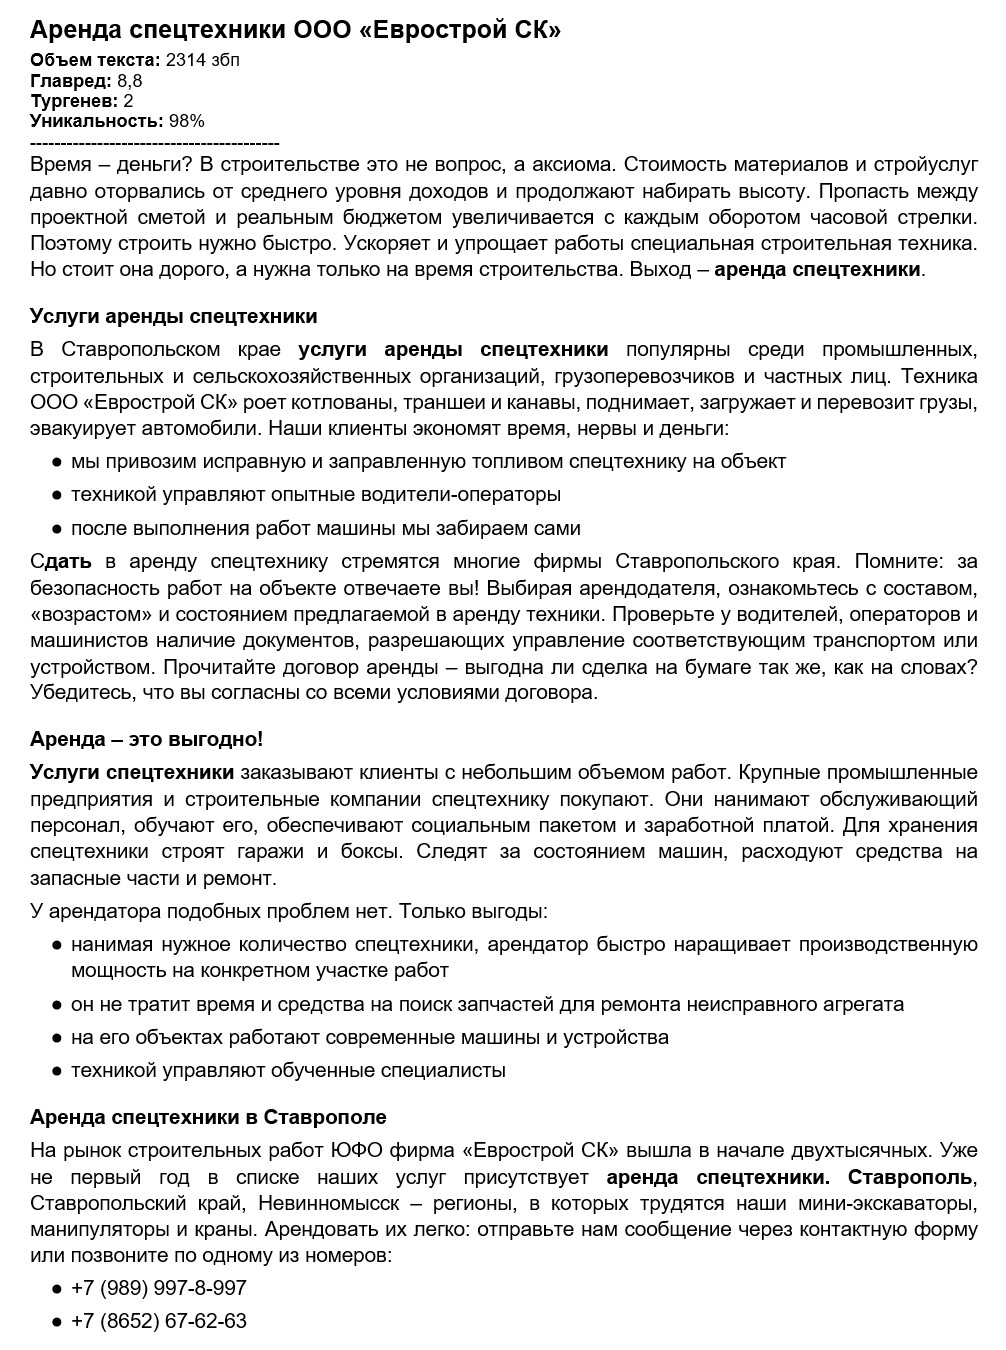 Аренда спецтехники ООО «Еврострой СК»
Объем текста: 2314 збп
Главред: 8,8
Тургенев: 2
Уникальность: 98%
-----------------------------------------
Время – деньги? В строительстве это не вопрос, а аксиома. Стоимость материалов и стройуслуг
давно оторвались от среднего уровня доходов и продолжают набирать высоту. Пропасть между
проектной сметой и реальным бюджетом увеличивается с каждым оборотом часовой стрелки.
Поэтому строить нужно быстро. Ускоряет и упрощает работы специальная строительная техника.
Но стоит она дорого, а нужна только на время строительства. Выход – аренда спецтехники.
Услуги аренды спецтехники
В Ставропольском крае услуги аренды спецтехники популярны среди промышленных,
строительных и сельскохозяйственных организаций, грузоперевозчиков и частных лиц. Техника
ООО «Еврострой СК» роет котлованы, траншеи и канавы, поднимает, загружает и перевозит грузы,
эвакуирует автомобили. Наши клиенты экономят время, нервы и деньги:
● мы привозим исправную и заправленную топливом спецтехнику на объект
● техникой управляют опытные водители-операторы
● после выполнения работ машины мы забираем сами
Сдать в аренду спецтехнику стремятся многие фирмы Ставропольского края. Помните: за
безопасность работ на объекте отвечаете вы! Выбирая арендодателя, ознакомьтесь с составом,
«возрастом» и состоянием предлагаемой в аренду техники. Проверьте у водителей, операторов и
машинистов наличие документов, разрешающих управление соответствующим транспортом или
устройством. Прочитайте договор аренды – выгодна ли сделка на бумаге так же, как на словах?
Убедитесь, что вы согласны со всеми условиями договора.
Аренда – это выгодно!
Услуги спецтехники заказывают клиенты с небольшим объемом работ. Крупные промышленные
предприятия и строительные компании спецтехнику покупают. Они нанимают обслуживающий
персонал, обучают его, обеспечивают социальным пакетом и заработной платой. Для хранения
спецтехники строят гаражи и боксы. Следят за состоянием машин, расходуют средства на
запасные части и ремонт.
У арендатора подобных проблем нет. Только выгоды:
● нанимая нужное количество спецтехники, арендатор быстро наращивает производственную
мощность на конкретном участке работ
● он не тратит время и средства на поиск запчастей для ремонта неисправного агрегата
● на его объектах работают современные машины и устройства
● техникой управляют обученные специалисты
Аренда спецтехники в Ставрополе
На рынок строительных работ ЮФО фирма «Еврострой СК» вышла в начале двухтысячных. Уже
не первый год в списке наших услуг присутствует аренда спецтехники. Ставрополь,
Ставропольский край, Невинномысск – регионы, в которых трудятся наши мини-экскаваторы,
манипуляторы и краны. Арендовать их легко: отправьте нам сообщение через контактную форму
или позвоните по одному из номеров:
● +7 (989) 997-8-997
● +7 (8652) 67-62-63